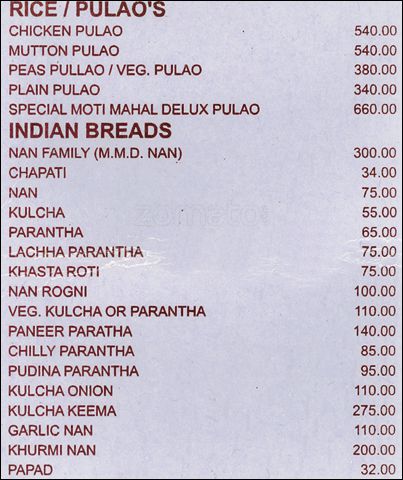 RICE / PULAO'S
CHICKEN PULAO 540.00
MUTTON PULAO 540.00
PEAS PULLAO / VEG. PULAO 380.00
PLAIN PULAO 340.00
SPECIAL MOTI MAHAL DELUX PULAO 660.00
INDIAN BREADS
NAN FAMILY (M.M.D. NAN) 300.00
CHAPATI 34.00
NAN 75.00
KULCHA 55.00
zomato
PARANTHA 65.00
LACHHA PARANTHA 75.00
KHASTA ROTI 75.00
NAN ROGNI 100.00
VEG. KULCHA OR PARANTHA 110.00
PANEER PARATHA 140.00
CHILLY PARANTHA 85.00
PUDINA PARANTHA 95.00
KULCHA ONION 110.00
KULCHA KEEMA 275.00
GARLIC NAN 110.00
KHURMI NAN 200.00
PAPAD 32.00